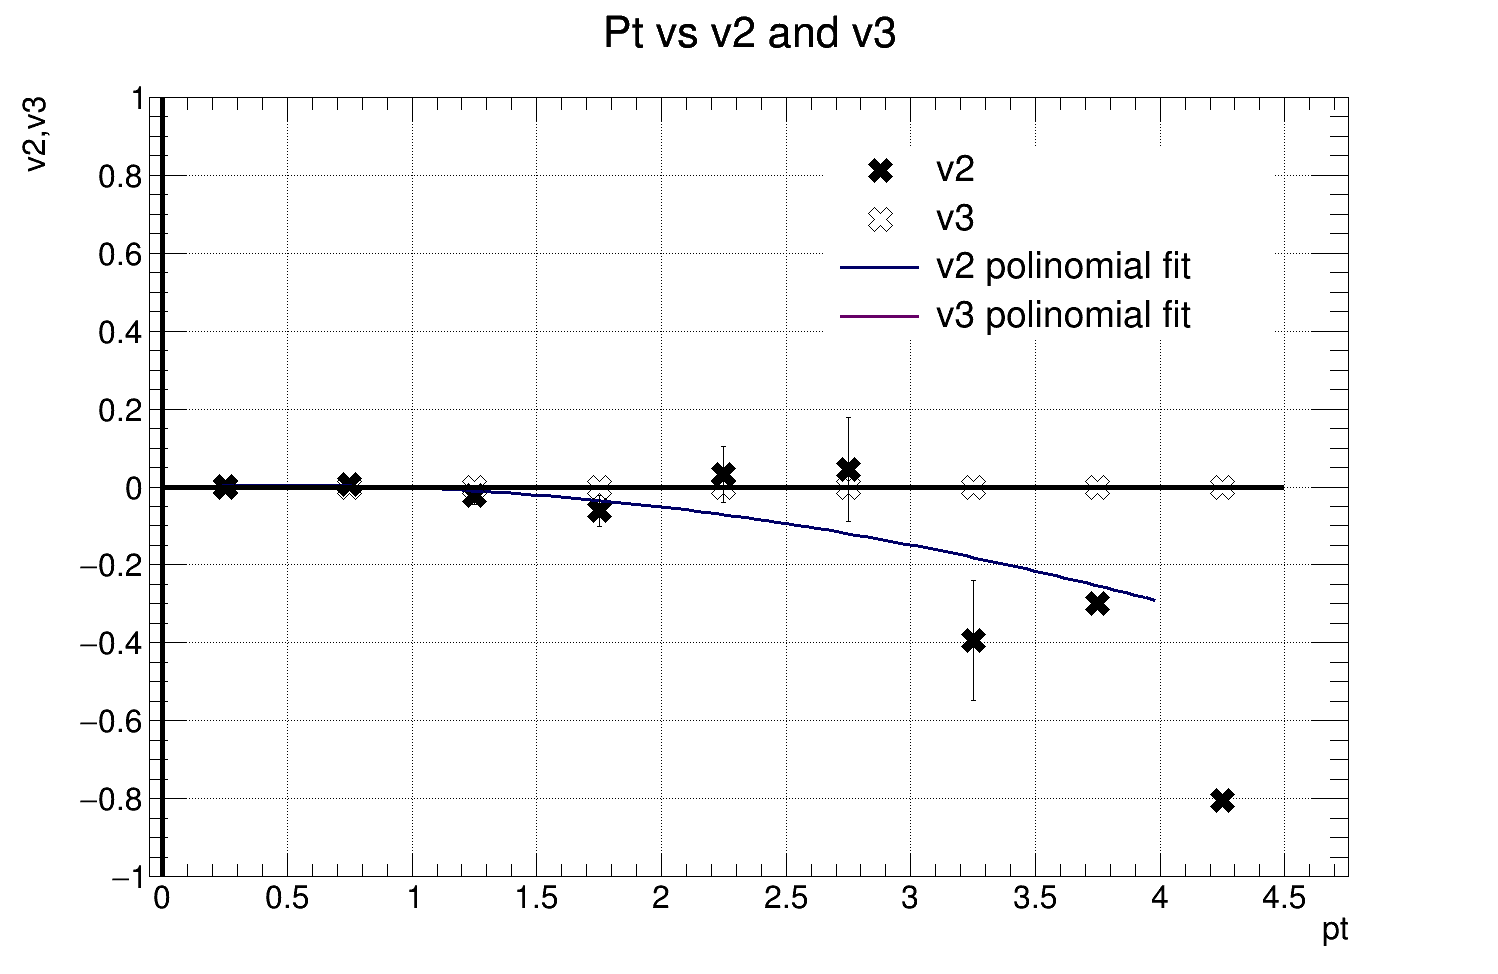 Pt vs v2 and v3
v2,v3
1
0.8
0.6
0.4
0.2
0
−0.2
−0.4
−0.6
−0.8
−1
v2
v3
v2 polinomial fit
v3 polinomial fit
0 0.5 1 1.5 2 2.5 3 3.5 4 4.5
pt